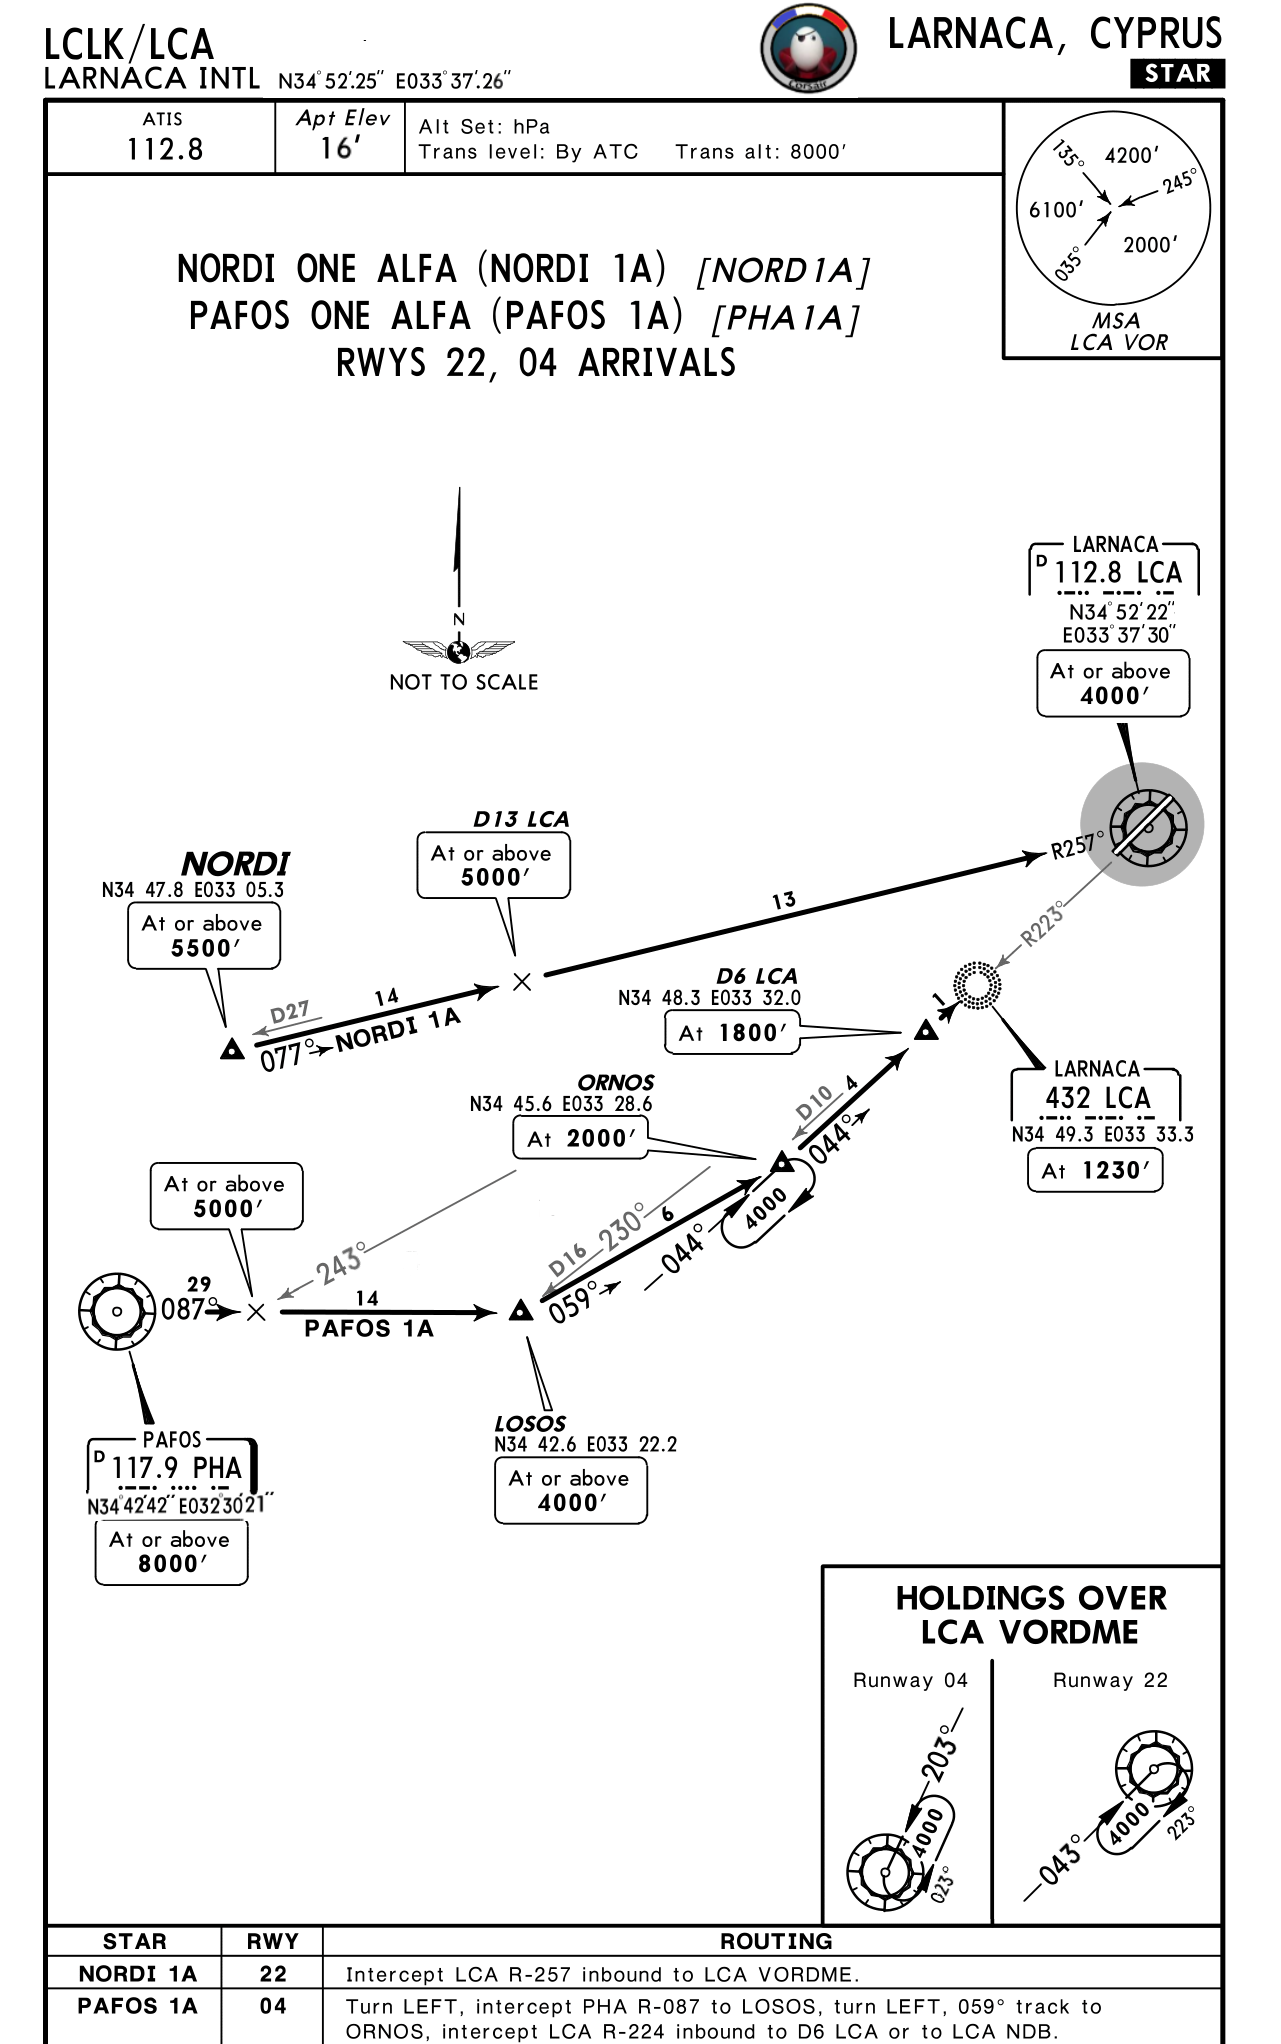 LCLK/LCA
LARNACA INTL N34°52'.25" E033°37'.26"
Corsair
LARNACA, CYPRUS
STAR
ATIS
112.8
Apt Elev
16'
Alt Set: hPa
Trans level: By ATC Trans alt: 8000'
135°
4200'
245°
6100'
2000'
035°
MSA
LCA VOR
NORDI ONE ALFA (NORDI 1A) [NORD1A]
PAFOS ONE ALFA (PAFOS 1A) [PHA1A]
RWYS 22, 04 ARRIVALS
N
NOT TO SCALE
LARNACA
D 112.8 LCA
N34°52'22"
E033°37'30"
At or above
4000'
R257°
R223°
D13 LCA
At or above
5000'
13
NORDI
N34 47.8 E033 05.3
At or above
5500'
D27
14
077° NORDI 1A
D6 LCA
N34 48.3 E033 32.0
At 1800'
1
LARNACA
432 LCA
N34 49.3 E033 33.3
At 1230'
ORNOS
N34 45.6 E033 28.6
At 2000'
D10
4
044°
4000
044°
At or above
5000'
243°
D16
230°
6
059°
29
087°
14
PAFOS 1A
LOSOS
N34 42.6 E033 22.2
At or above
4000'
PAFOS
D 117.9 PHA
N34°42'42" E032°30'21"
At or above
8000'
HOLDINGS OVER
LCA VORDME
Runway 04
203°
4000
023°
Runway 22
043°
4000
223°
STAR RWY ROUTING
NORDI 1A 22 Intercept LCA R-257 inbound to LCA VORDME.
PAFOS 1A 04 Turn LEFT, intercept PHA R-087 to LOSOS, turn LEFT, 059° track to
ORNOS, intercept LCA R-224 inbound to D6 LCA or to LCA NDB.